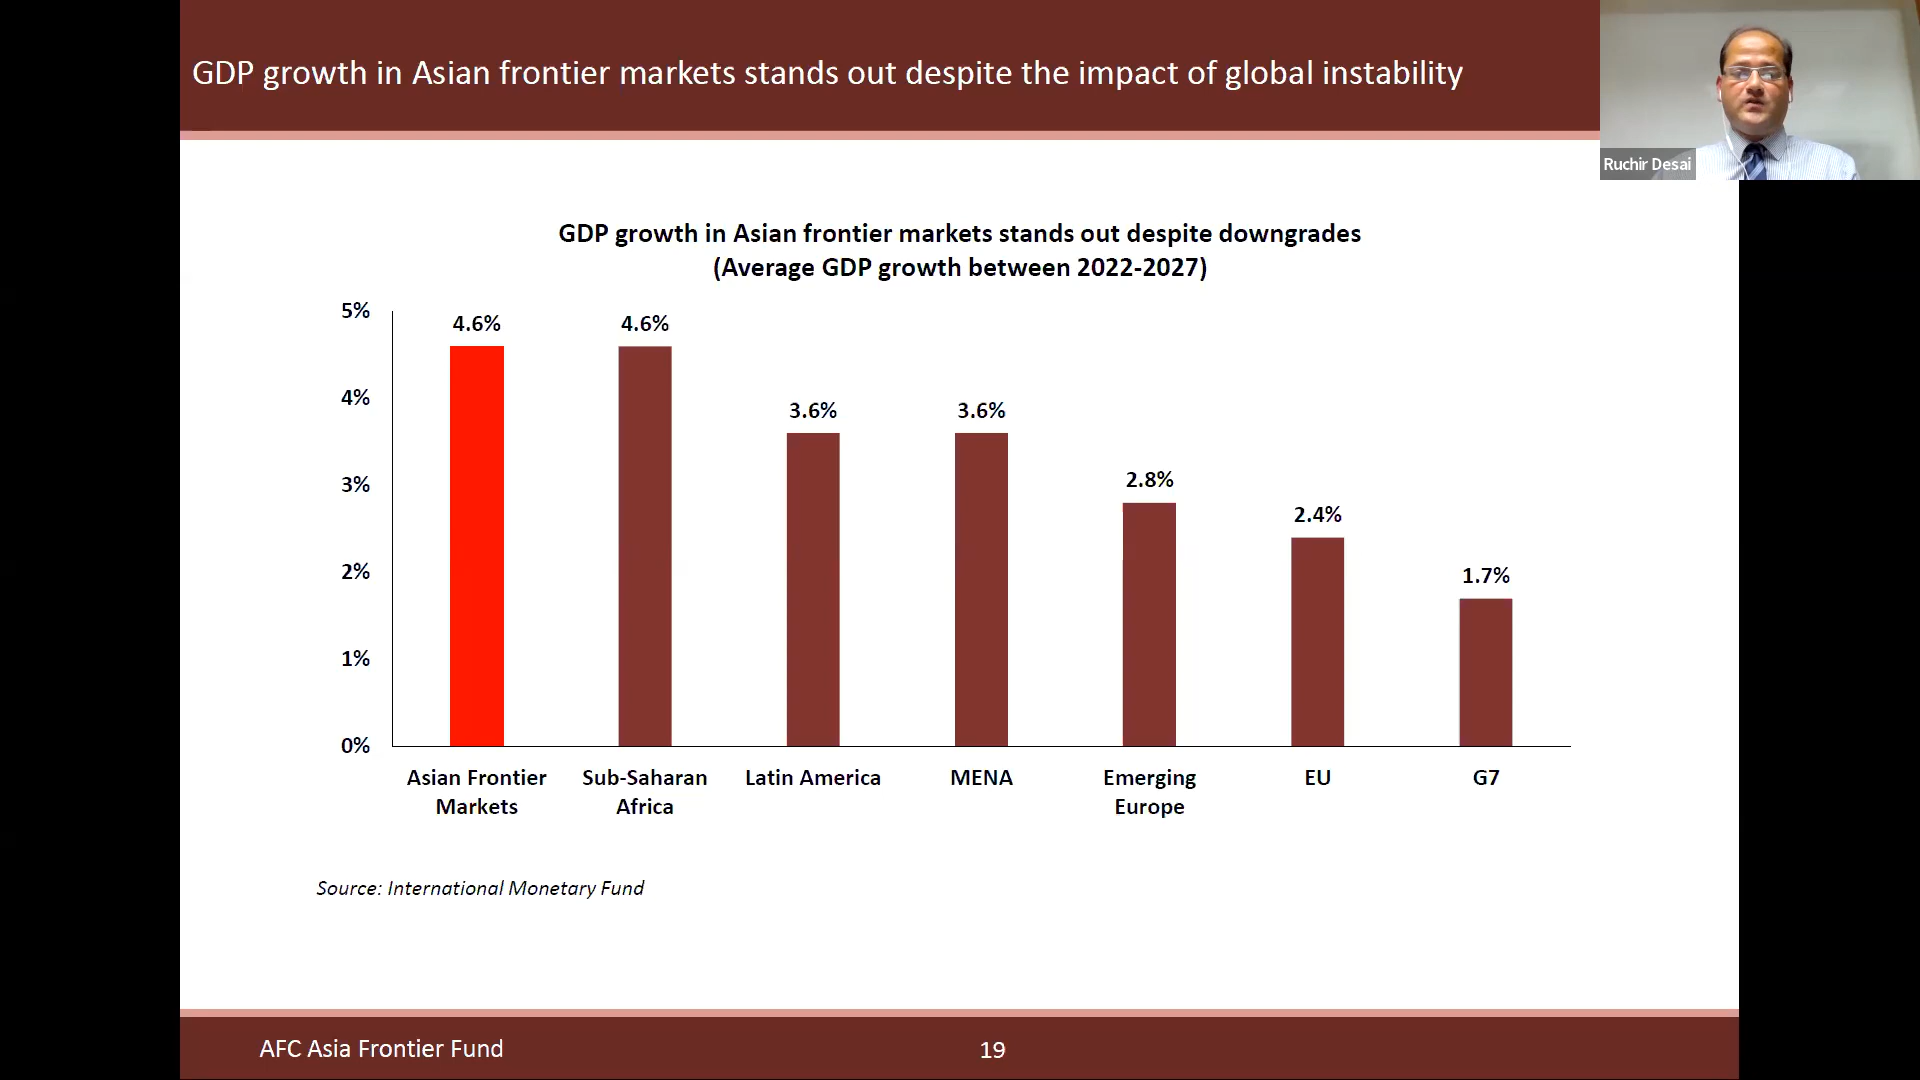 GDP growth in Asian frontier markets stands out despite the impact of global instability
Ruchir Desai
GDP growth in Asian frontier markets stands out despite downgrades
(Average GDP growth between 2022-2027)
5%
4%
3%
2%
1%
0%
4.6%
4.6%
3.6%
3.6%
2.8%
2.4%
1.7%
Asian Frontier
Markets
Sub-Saharan
Africa
Latin America
MENA
Emerging
Europe
EU
G7
Source: International Monetary Fund
AFC Asia Frontier Fund
19